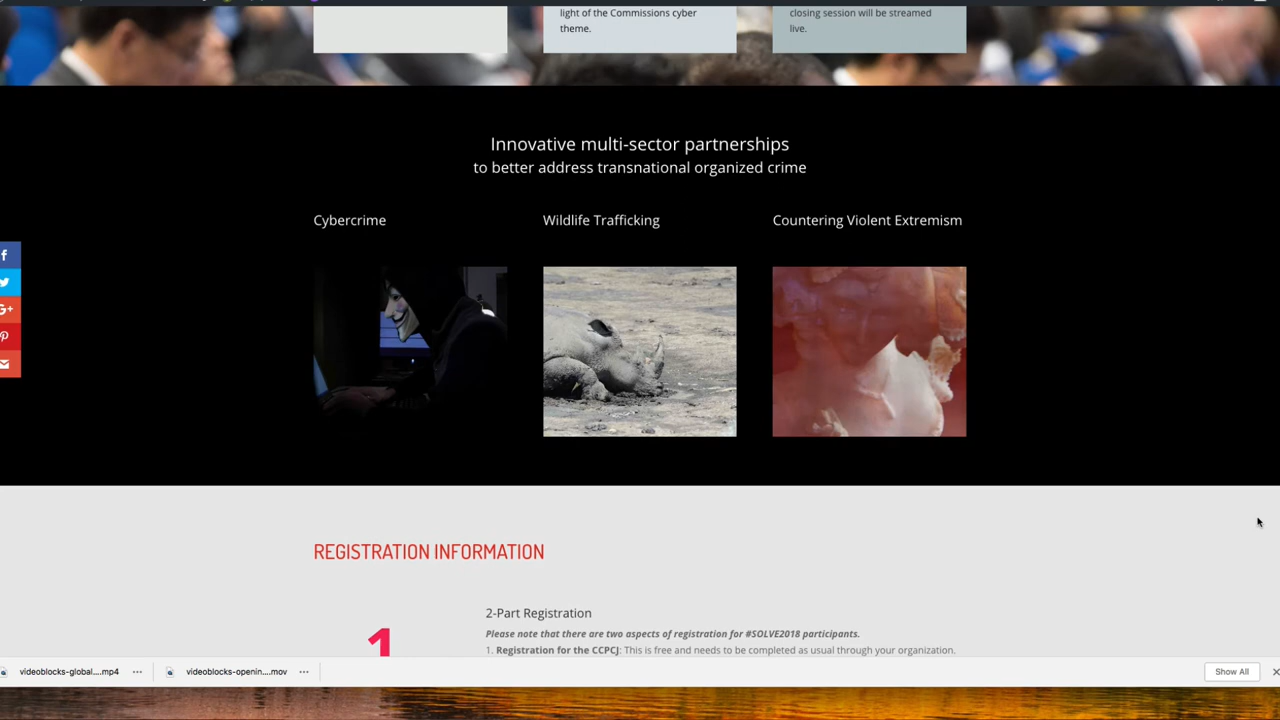 light of the Commissions cyber
theme.
closing session will be streamed
live.
Innovative multi-sector partnerships
to better address transnational organized crime
Cybercrime
Wildlife Trafficking
Countering Violent Extremism
f
G+
REGISTRATION INFORMATION
1
2-Part Registration
Please note that there are two aspects of registration for #SOLVE2018 participants.
1. Registration for the CCPCJ: This is free and needs to be completed as usual through your organization.
videoblocks-global....mp4
videoblocks-openin....mov
Show All